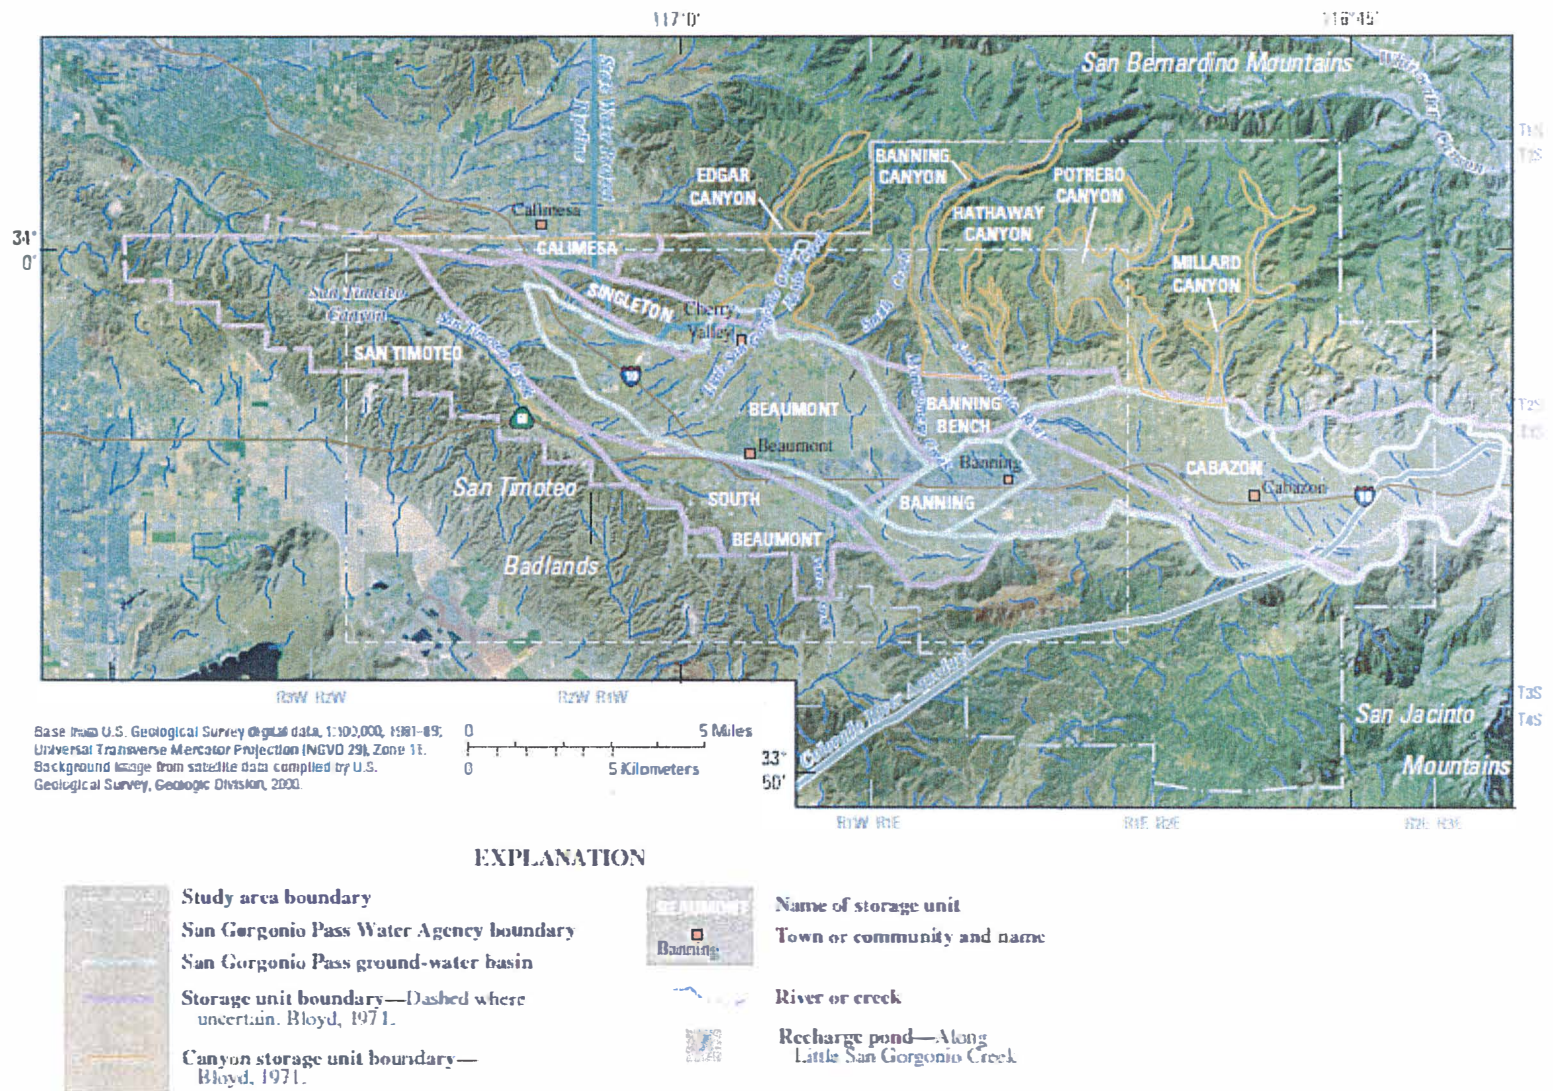 117°0'
116°45'
San Bernardino Mountains
T1S
T2S
BANNING
CANYON
EDGAR
CANYON
POTRERO
CANYON
Calimesa
HATHAWAY
CANYON
34°
0'
CALIMESA
MILLARD
CANYON
San Timoteo
Canyon
SINGLETON
Cherry
Valley
SAN TIMOTEO
10
BEAUMONT
BANNING
BENCH
T2S
T3S
Beaumont
Banning
CABAZON
Cabazon
10
San Timoteo
SOUTH
BANNING
BEAUMONT
Badlands
Colorado River Aqueduct
San Jacinto
Mountains
T3S
T4S
R3W R2W
R2W R1W
Base from U.S. Geological Survey digital data, 1:100,000, 1981-89;
Universal Transverse Mercator Projection (NGVD 29), Zone 11.
Background image from satellite data compiled by U.S.
Geological Survey, Geologic Division, 2000.
0 5 Miles
0 5 Kilometers
33°
50'
R1W R1E
R1E R2E
R2E R3E
EXPLANATION
Study area boundary
San Gorgonio Pass Water Agency boundary
San Gorgonio Pass ground-water basin
Storage unit boundary—Dashed where
uncertain. Bloyd, 1971.
Canyon storage unit boundary—
Bloyd, 1971.
BEAUMONT
Name of storage unit
Banning
Town or community and name
River or creek
Recharge pond—Along
Little San Gorgonio Creek